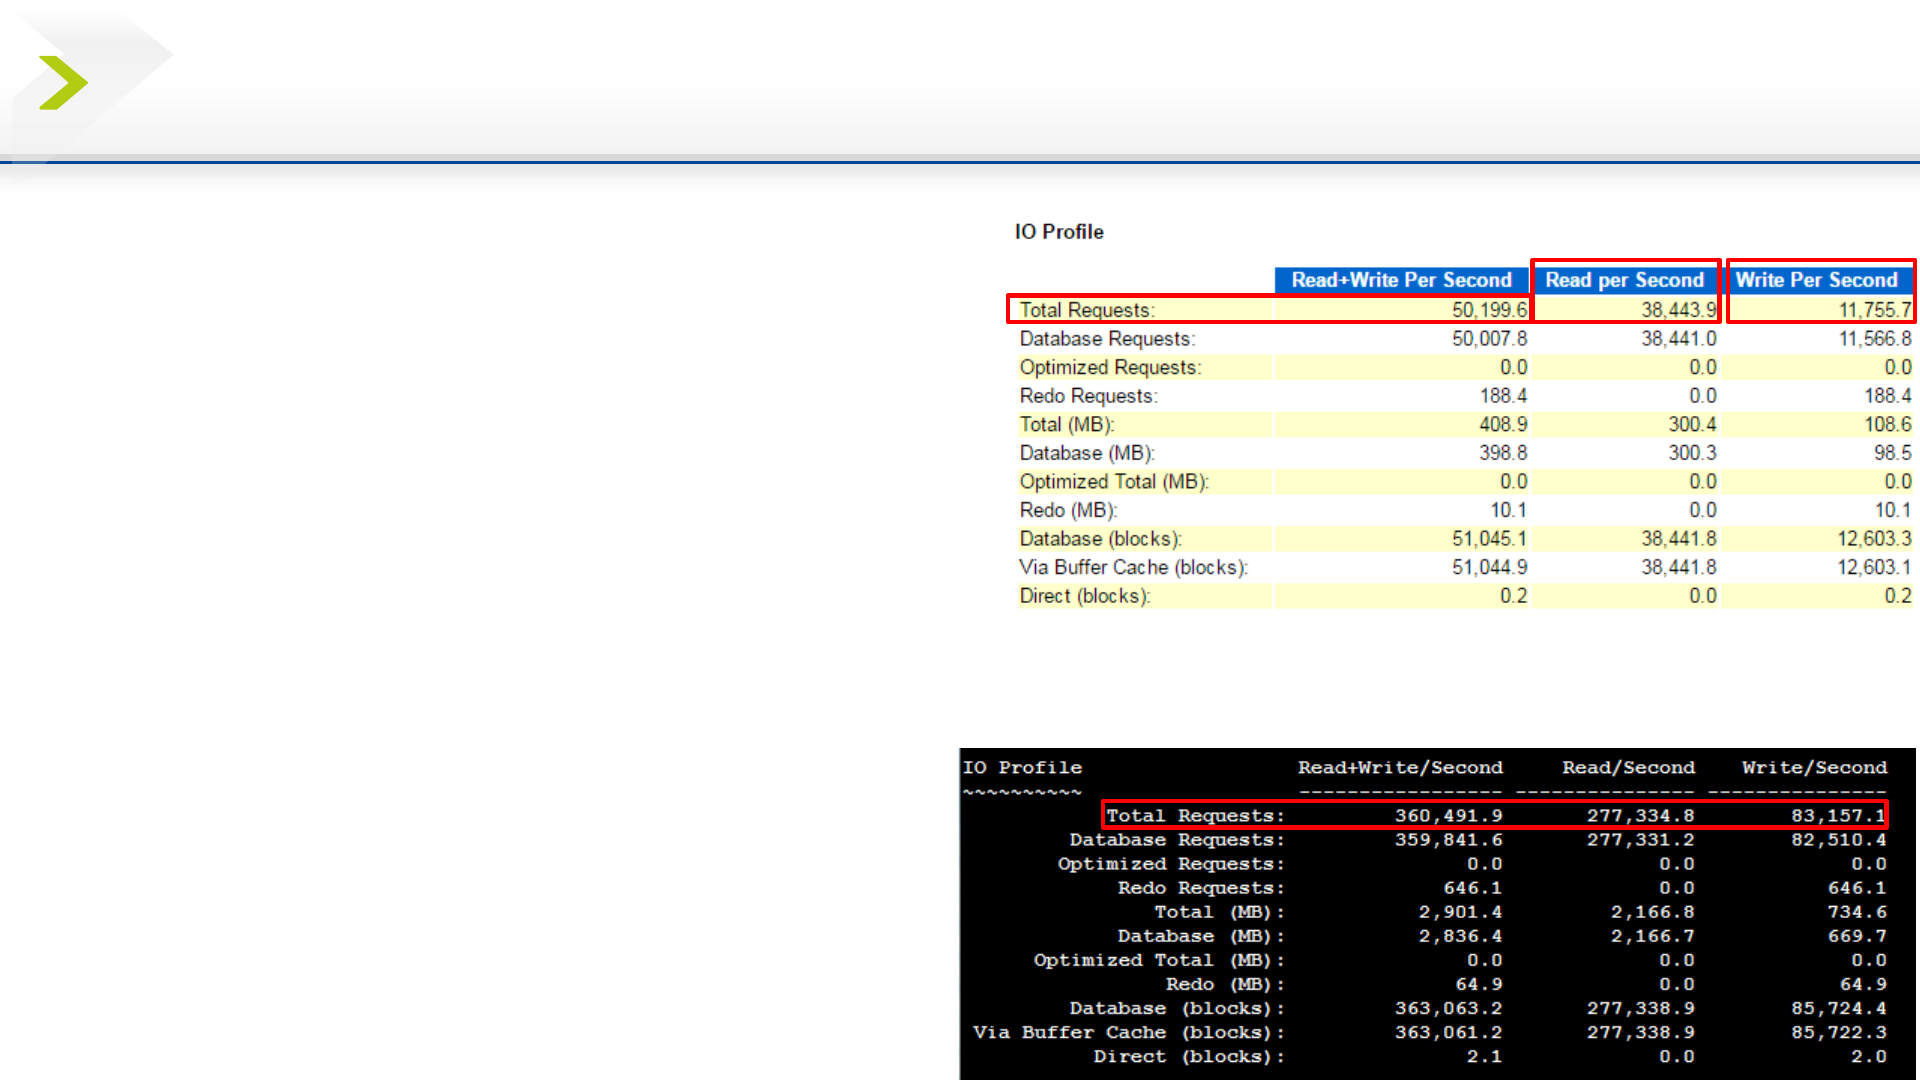 IO Profile
Read+Write Per Second Read per Second Write Per Second
Total Requests: 50,199.6 38,443.9 11,755.7
Database Requests: 50,007.8 38,441.0 11,566.8
Optimized Requests: 0.0 0.0 0.0
Redo Requests: 188.4 0.0 188.4
Total (MB): 408.9 300.4 108.6
Database (MB): 398.8 300.3 98.5
Optimized Total (MB): 0.0 0.0 0.0
Redo (MB): 10.1 0.0 10.1
Database (blocks): 51,045.1 38,441.8 12,603.3
Via Buffer Cache (blocks): 51,044.9 38,441.8 12,603.1
Direct (blocks): 0.2 0.0 0.2
IO Profile Read+Write/Second Read/Second Write/Second
~~~~~~~~~~ ----------------- --------------- ---------------
Total Requests: 360,491.9 277,334.8 83,157.1
Database Requests: 359,841.6 277,331.2 82,510.4
Optimized Requests: 0.0 0.0 0.0
Redo Requests: 646.1 0.0 646.1
Total (MB): 2,901.4 2,166.8 734.6
Database (MB): 2,836.4 2,166.7 669.7
Optimized Total (MB): 0.0 0.0 0.0
Redo (MB): 64.9 0.0 64.9
Database (blocks): 363,063.2 277,338.9 85,724.4
Via Buffer Cache (blocks): 363,061.2 277,338.9 85,722.3
Direct (blocks): 2.1 0.0 2.0